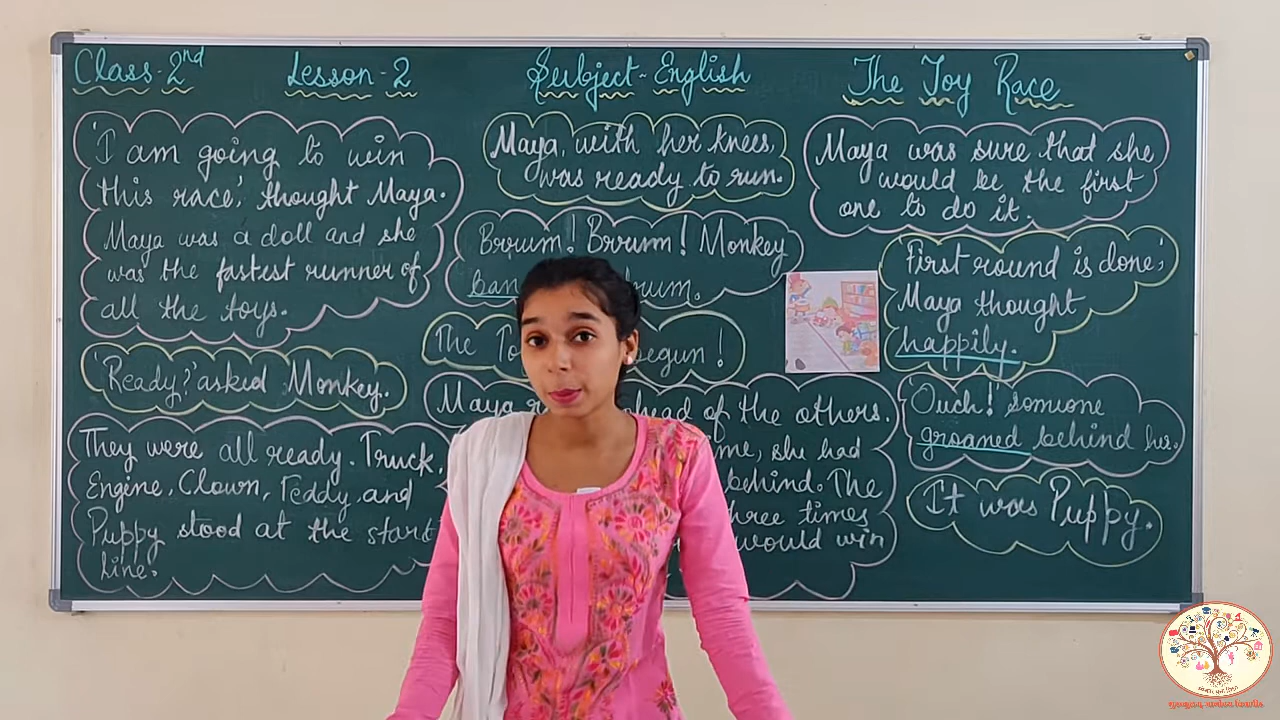 Class-2nd Lesson-2 Subject-English The Toy Race
'I am going to win
this race,' thought Maya.
Maya was a doll and she
was the fastest runner of
all the toys.
'Ready?' asked Monkey.
They were all ready. Truck,
Engine, Clown, Teddy, and
Puppy stood at the start
line.
Maya, with her knees,
was ready to run.
Brrum! Brrum! Monkey
The
begun!
Maya
ahead of the others.
me, she had
behind. The
three times
would win
Maya was sure that she
would be the first
one to do it.
'First round is done,'
Maya thought
happily.
'Ouch! someone
groaned behind her.
It was Puppy.